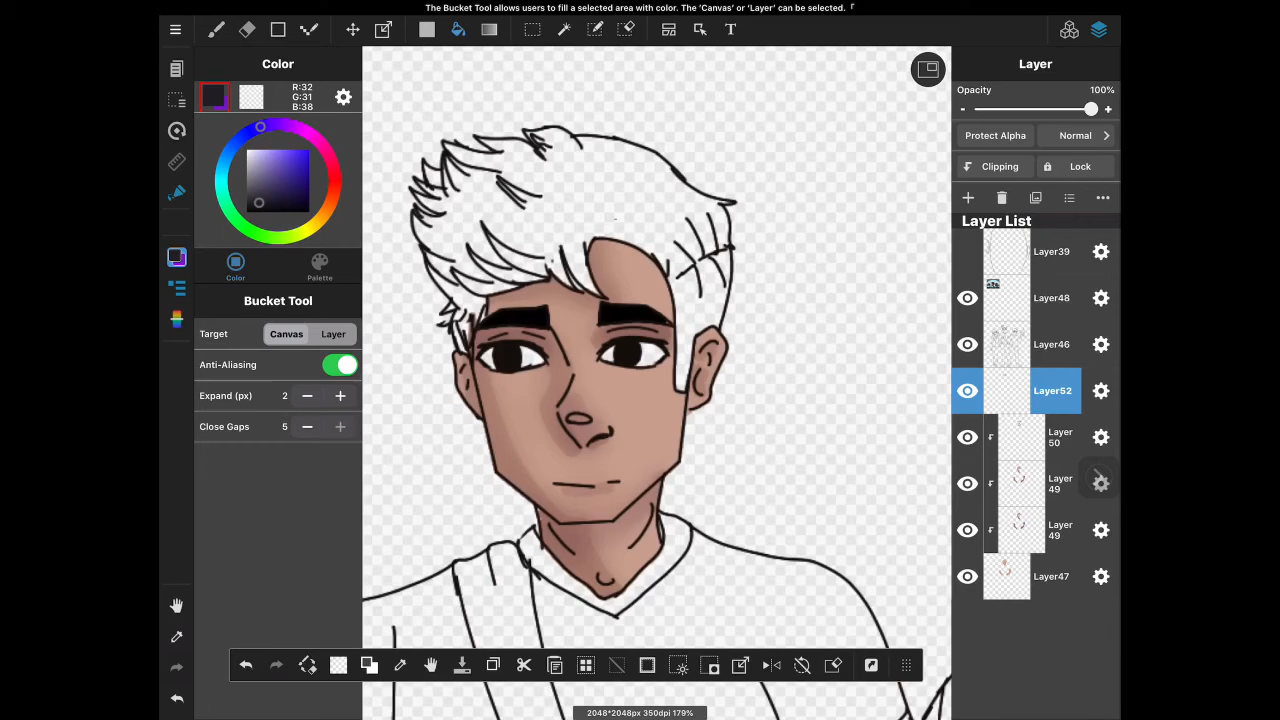 The Bucket Tool allows users to fill a selected area with color. The 'Canvas' or 'Layer' can be selected.
Color
Layer
R:32
G:31
B:38
Color
Palette
Bucket Tool
Target
Canvas
Layer
Anti-Aliasing
Expand (px)
2
Close Gaps
5
Opacity
100%
Protect Alpha
Normal
Clipping
Lock
Layer List
Layer39
Layer48
Layer46
Layer52
Layer
50
Layer
49
Layer
49
Layer47
2048*2048px 350dpi 179%